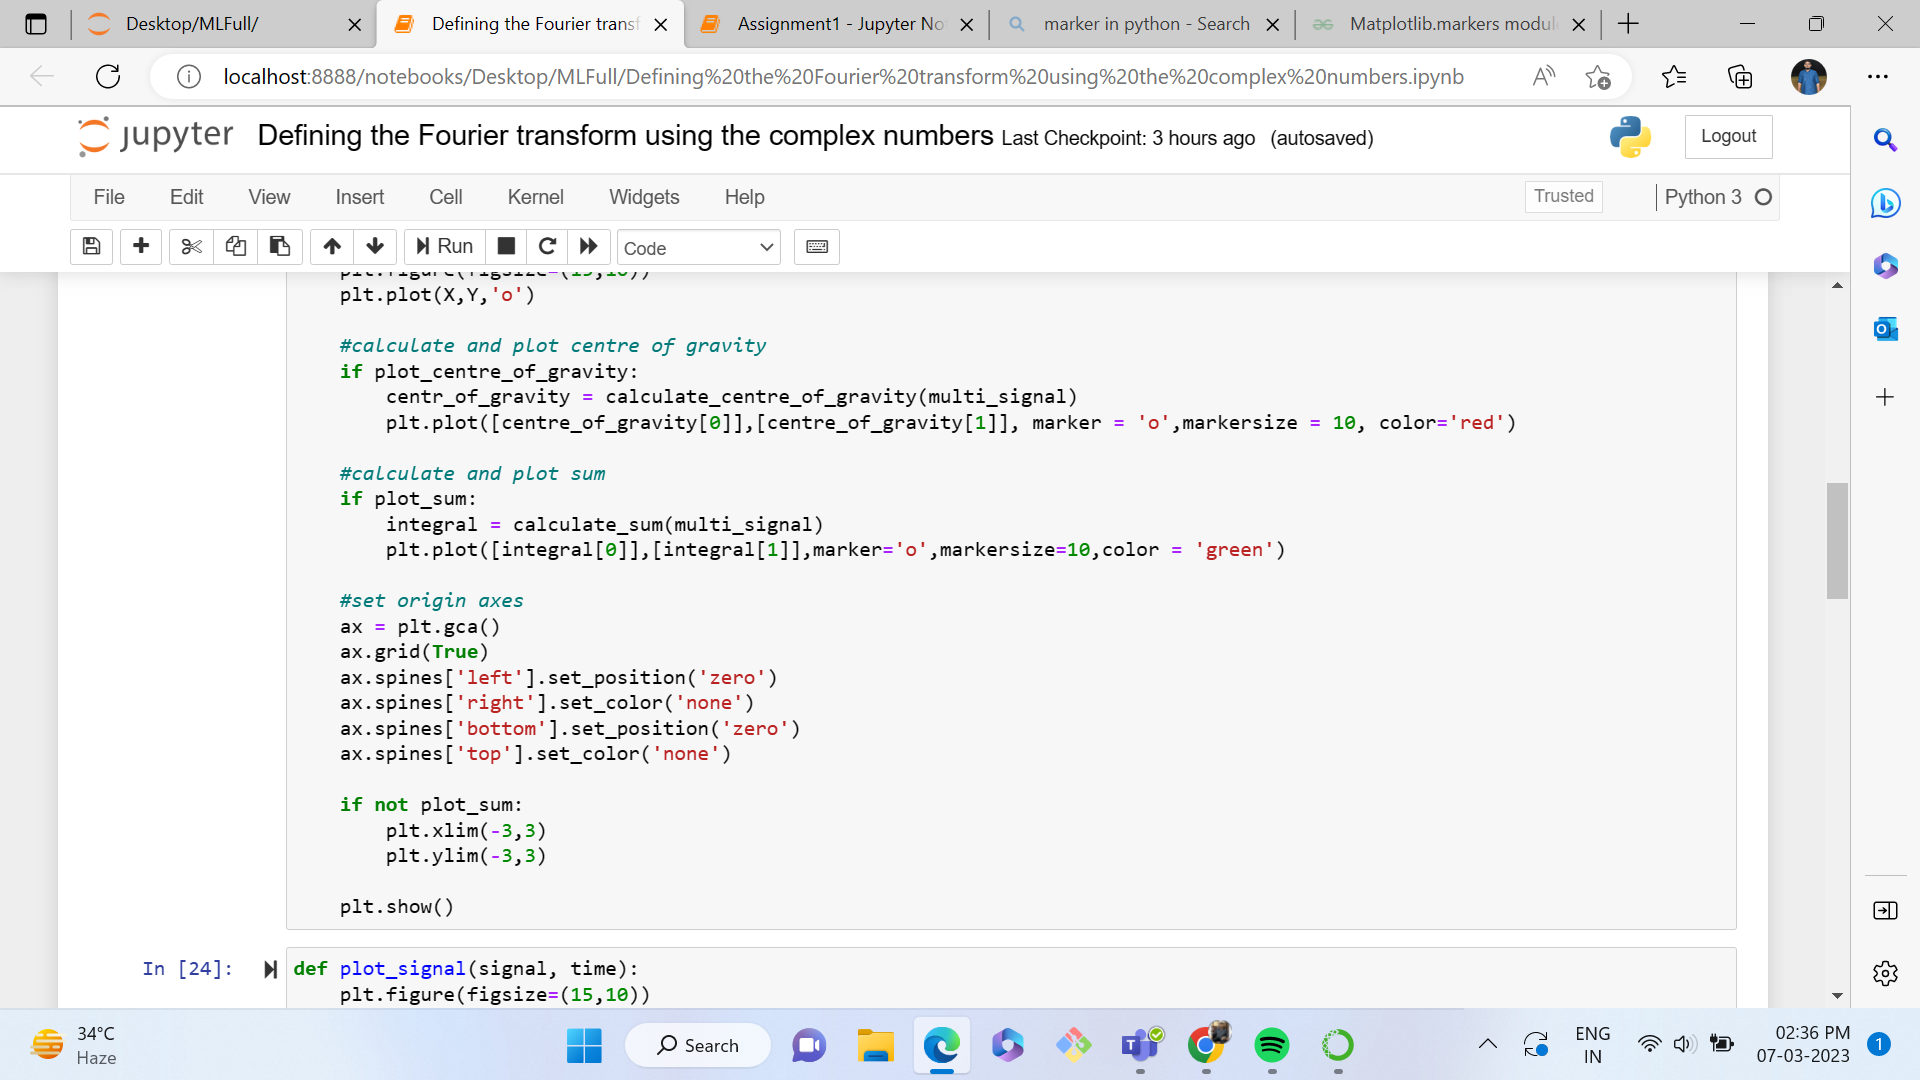 Desktop/MLFull/
Defining the Fourier transf
Assignment1 - Jupyter No
marker in python - Search
Matplotlib.markers modul
localhost:8888/notebooks/Desktop/MLFull/Defining%20the%20Fourier%20transform%20using%20the%20complex%20numbers.ipynb
jupyter Defining the Fourier transform using the complex numbers Last Checkpoint: 3 hours ago (autosaved)
Logout
File Edit View Insert Cell Kernel Widgets Help
Trusted
Python 3
Run
Code
plt.figure(figsize=(15,10))
plt.plot(X,Y,'o')
#calculate and plot centre of gravity
if plot_centre_of_gravity:
centr_of_gravity = calculate_centre_of_gravity(multi_signal)
plt.plot([centre_of_gravity[0]],[centre_of_gravity[1]], marker = 'o',markersize = 10, color='red')
#calculate and plot sum
if plot_sum:
integral = calculate_sum(multi_signal)
plt.plot([integral[0]],[integral[1]],marker='o',markersize=10,color = 'green')
#set origin axes
ax = plt.gca()
ax.grid(True)
ax.spines['left'].set_position('zero')
ax.spines['right'].set_color('none')
ax.spines['bottom'].set_position('zero')
ax.spines['top'].set_color('none')
if not plot_sum:
plt.xlim(-3,3)
plt.ylim(-3,3)
plt.show()
In [24]:
def plot_signal(signal, time):
plt.figure(figsize=(15,10))
34°C
Haze
Search
ENG
IN
02:36 PM
07-03-2023
1